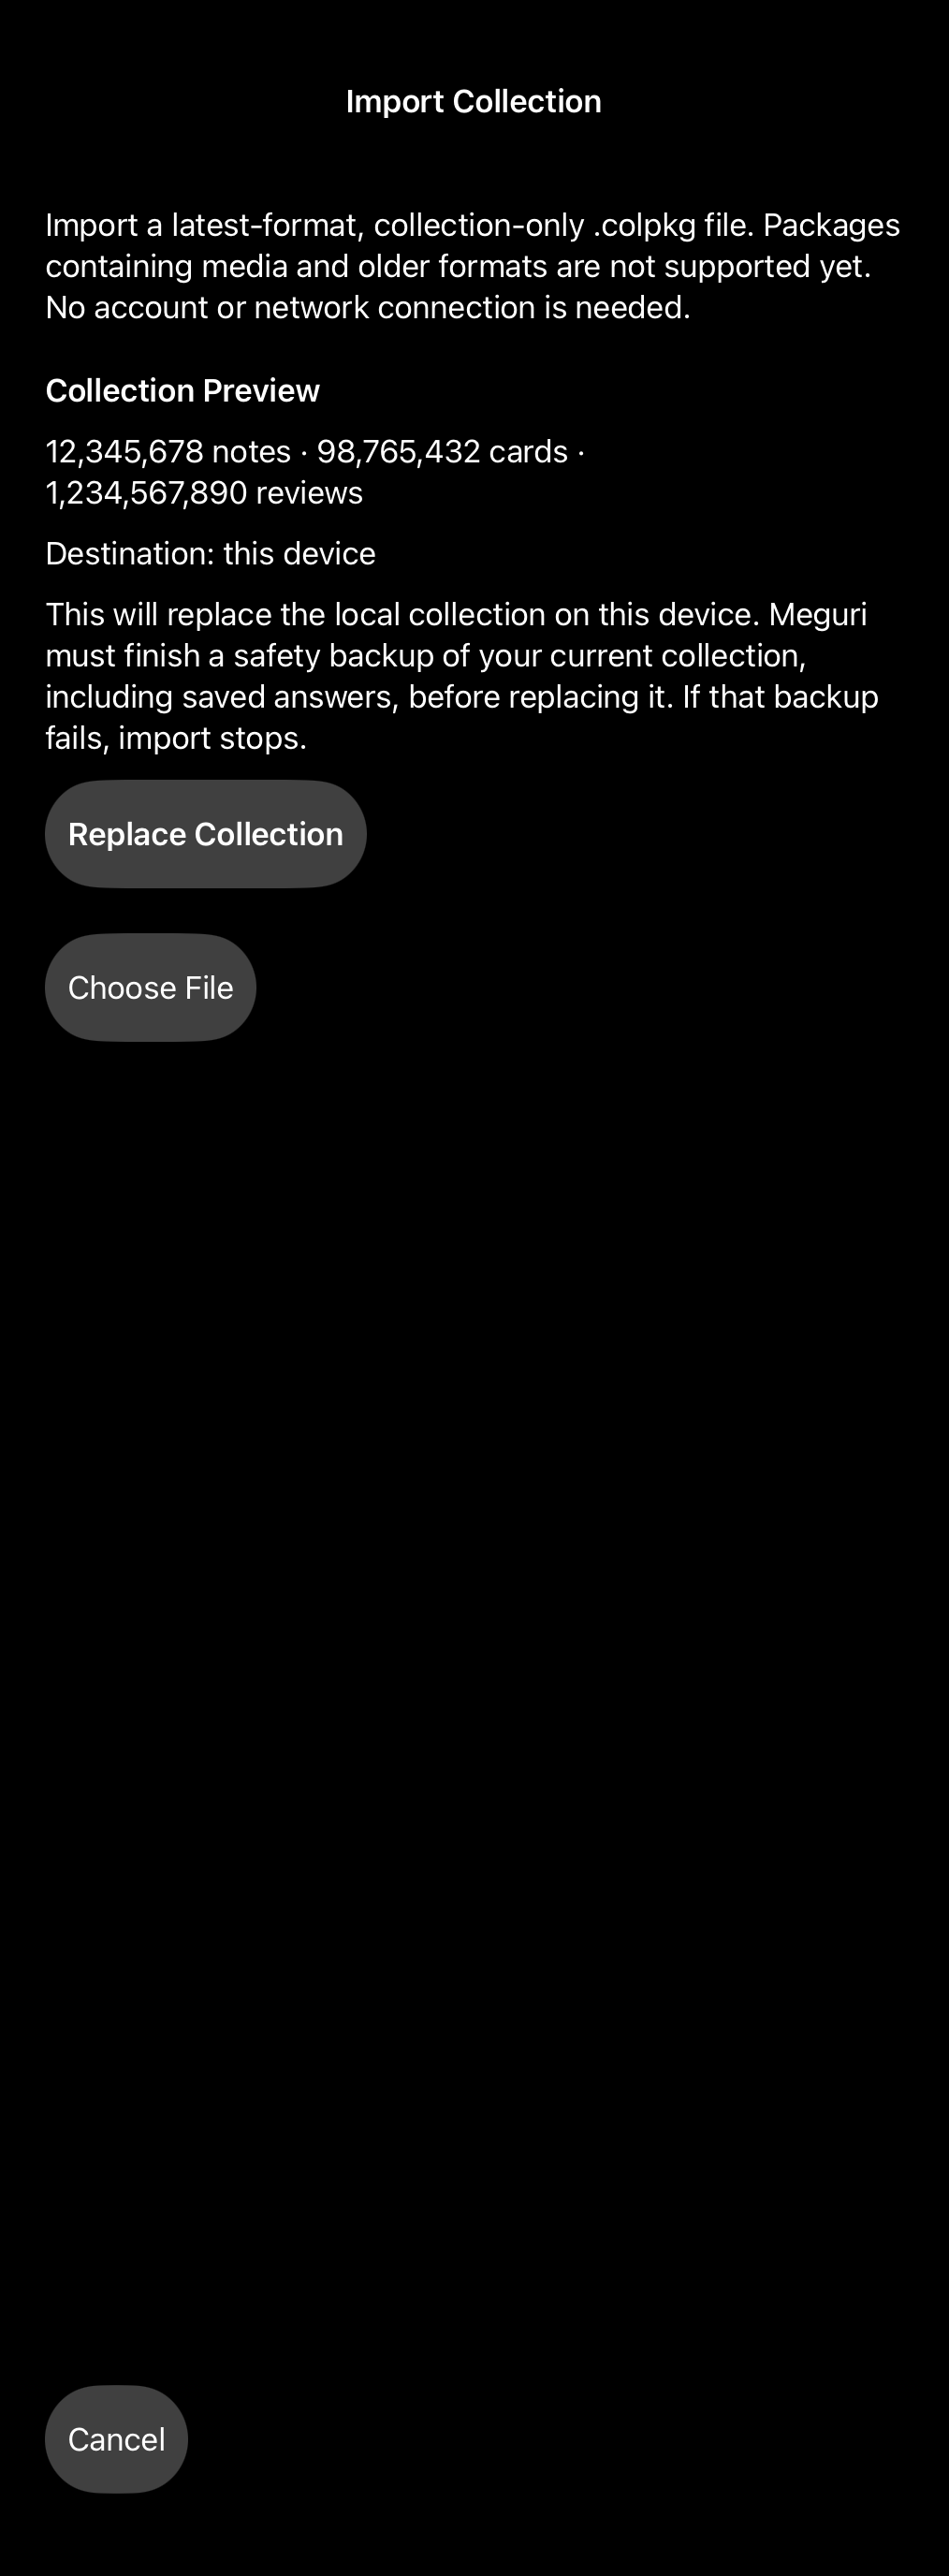 Import Collection
Import a latest-format, collection-only .colpkg file. Packages
containing media and older formats are not supported yet.
No account or network connection is needed.
Collection Preview
12,345,678 notes · 98,765,432 cards ·
1,234,567,890 reviews
Destination: this device
This will replace the local collection on this device. Meguri
must finish a safety backup of your current collection,
including saved answers, before replacing it. If that backup
fails, import stops.
Replace Collection
Choose File
Cancel